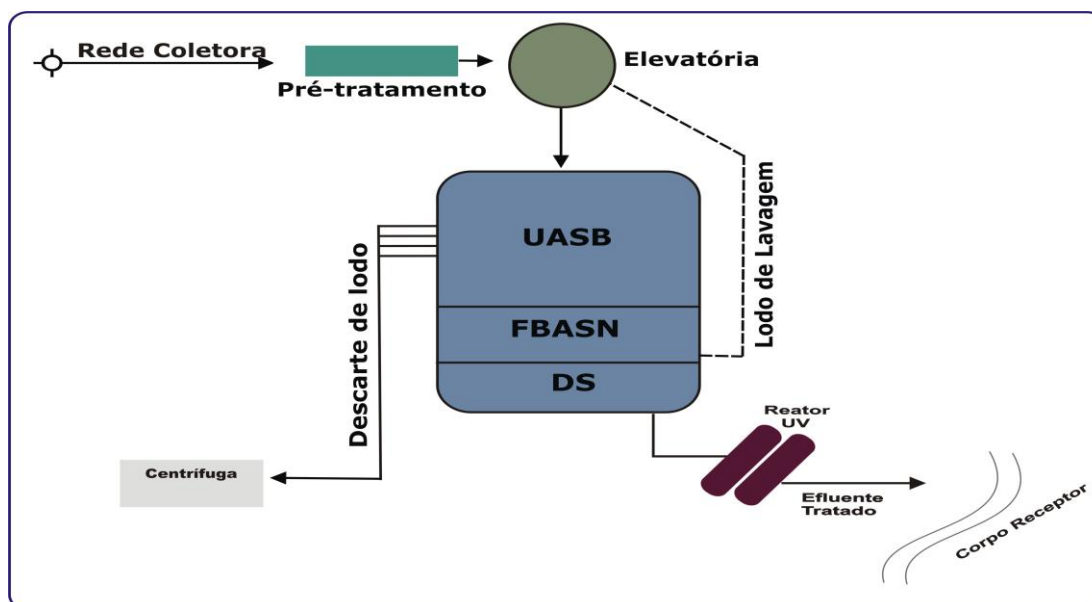 Rede Coletora
Pré-tratamento
Elevatória
UASB
FBASN
DS
Lodo de Lavagem
Descarte de lodo
Centrífuga
Reator
UV
Efluente
Tratado
Corpo Receptor